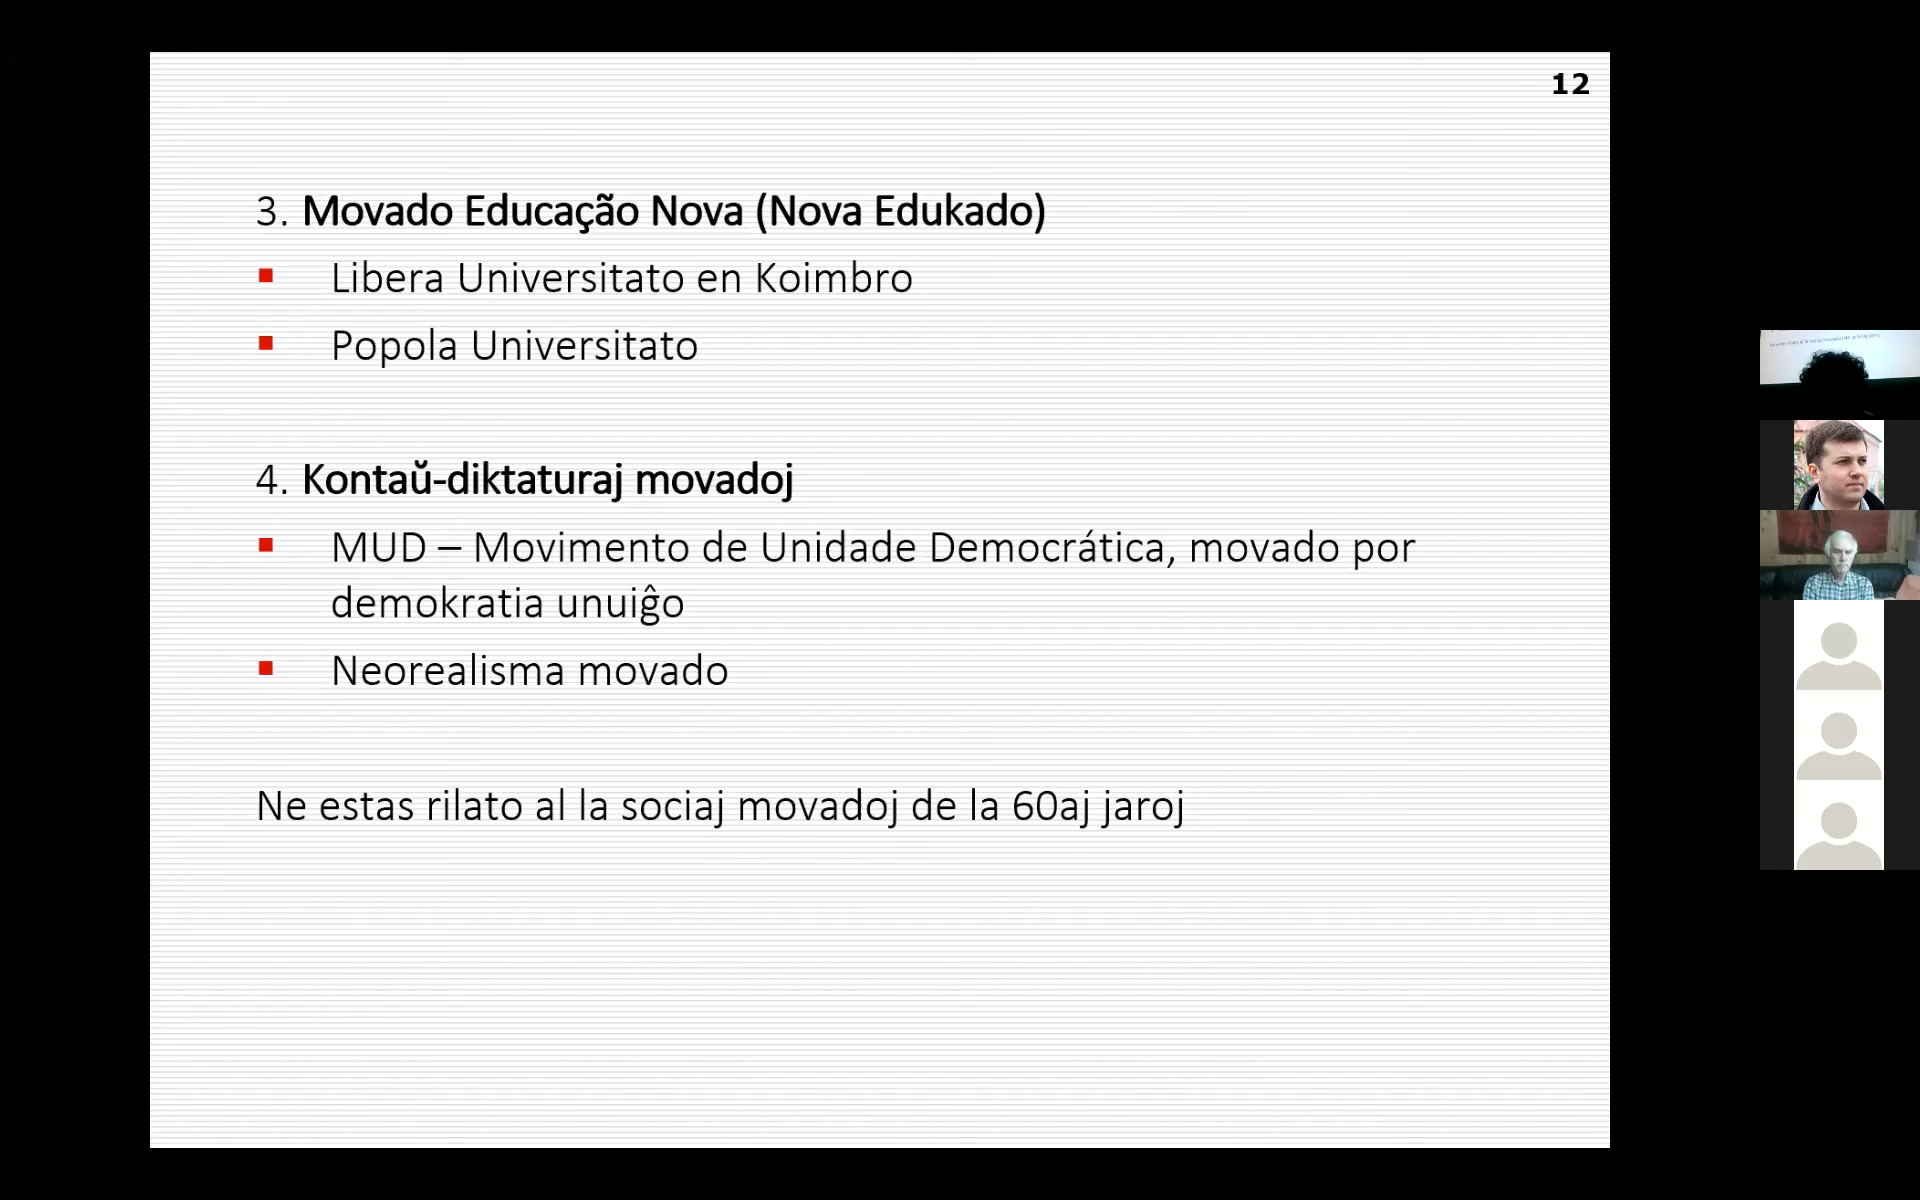 12
3. Movado Educação Nova (Nova Edukado)
Libera Universitato en Koimbro
Popola Universitato
4. Kontaŭ-diktaturaj movadoj
MUD – Movimento de Unidade Democrática, movado por
demokratia unuiĝo
Neorealisma movado
Ne estas rilato al la sociaj movadoj de la 60aj jaroj